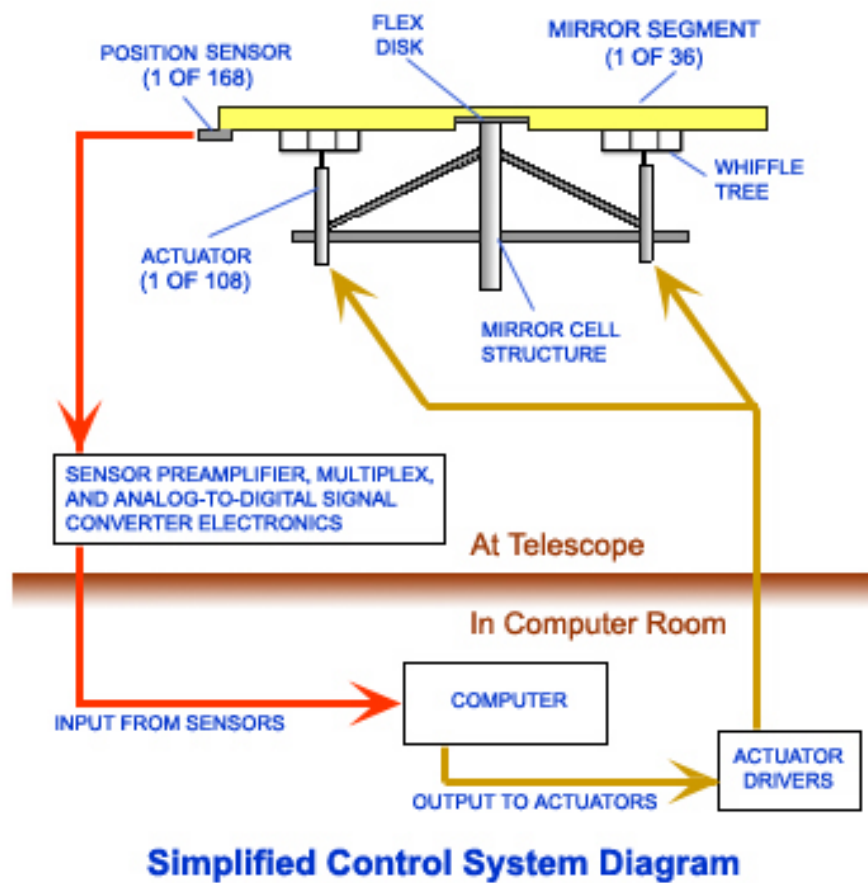 FLEX
DISK
POSITION SENSOR
(1 OF 168)
MIRROR SEGMENT
(1 OF 36)
WHIFFLE
TREE
ACTUATOR
(1 OF 108)
MIRROR CELL
STRUCTURE
SENSOR PREAMPLIFIER, MULTIPLEX,
AND ANALOG-TO-DIGITAL SIGNAL
CONVERTER ELECTRONICS
At Telescope
In Computer Room
COMPUTER
INPUT FROM SENSORS
ACTUATOR
DRIVERS
OUTPUT TO ACTUATORS
Simplified Control System Diagram